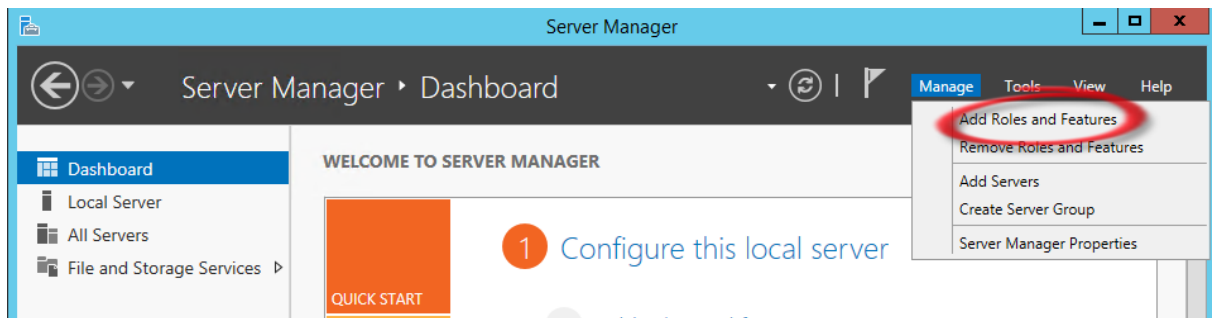 Server Manager
Server Manager • Dashboard
Manage Tools View Help
Add Roles and Features
Remove Roles and Features
Add Servers
Create Server Group
Server Manager Properties
Dashboard
Local Server
All Servers
File and Storage Services
WELCOME TO SERVER MANAGER
1 Configure this local server
QUICK START